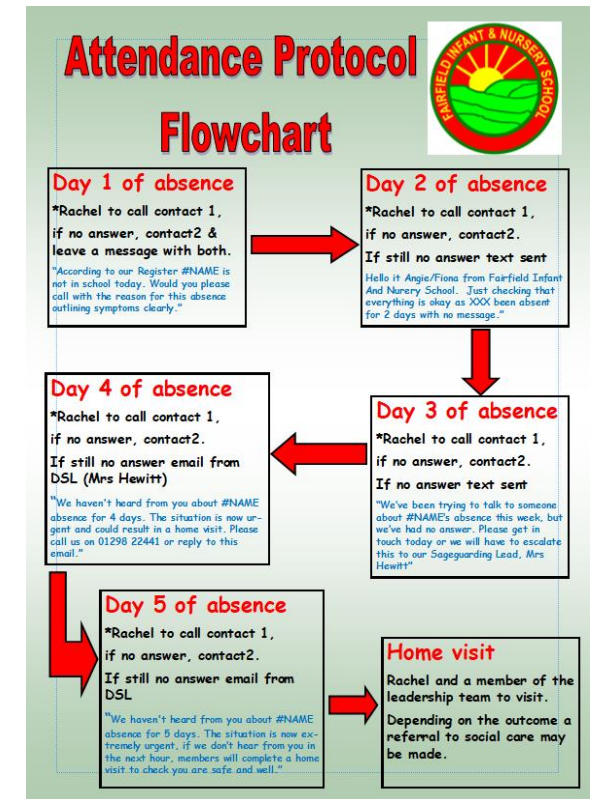 Attendance Protocol
Flowchart
FAIRFIELD INFANT & NURSERY SCHOOL
Day 1 of absence
*Rachel to call contact 1,
if no answer, contact2 &
leave a message with both.
"According to our Register #NAME is
not in school today. Would you please
call with the reason for this absence
outlining symptoms clearly."
Day 2 of absence
*Rachel to call contact 1,
if no answer, contact2.
If still no answer text sent
Hello it Angie/Fiona from Fairfield Infant
And Nurery School. Just checking that
everything is okay as XXX been absent
for 2 days with no message."
Day 3 of absence
*Rachel to call contact 1,
if no answer, contact2.
If no answer text sent
"We've been trying to talk to someone
about #NAME's absence this week, but
we've had no answer. Please get in
touch today or we will have to escalate
this to our Sageguarding Lead, Mrs
Hewitt"
Day 4 of absence
*Rachel to call contact 1,
if no answer, contact2.
If still no answer email from
DSL (Mrs Hewitt)
"We haven't heard from you about #NAME
absence for 4 days. The situation is now ur-
gent and could result in a home visit. Please
call us on 01298 22441 or reply to this
email."
Day 5 of absence
*Rachel to call contact 1,
if no answer, contact2.
If still no answer email from
DSL
"We haven't heard from you about #NAME
absence for 5 days. The situation is now ex-
tremely urgent, if we don't hear from you in
the next hour, members will complete a home
visit to check you are safe and well."
Home visit
Rachel and a member of the
leadership team to visit.
Depending on the outcome a
referral to social care may
be made.